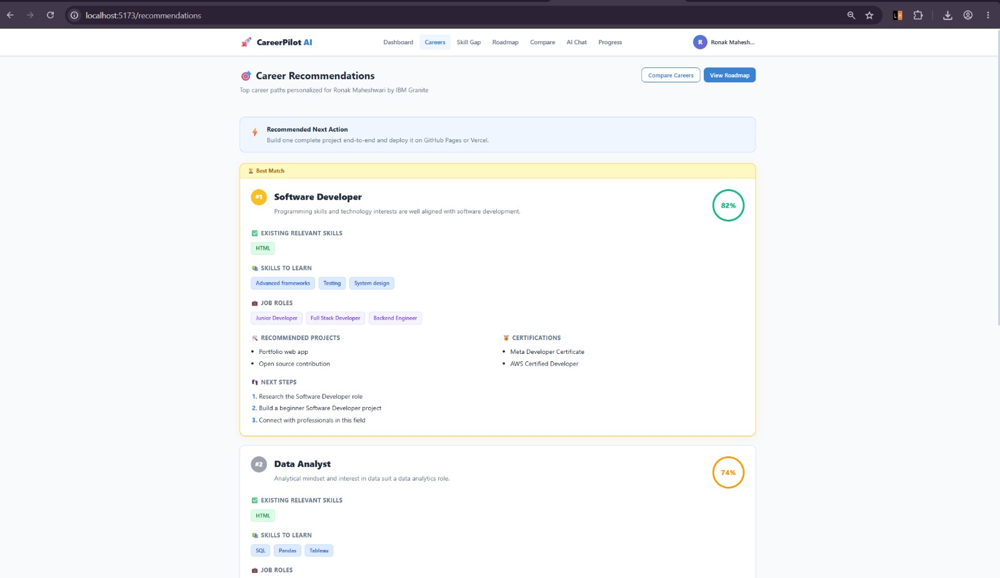 localhost:5173/recommendations
CareerPilot AI
Dashboard Careers Skill Gap Roadmap Compare AI Chat Progress
R Ronak Mahesh...
Career Recommendations
Compare Careers View Roadmap
Top career paths personalized for Ronak Maheshwari by IBM Granite
Recommended Next Action
Build one complete project end-to-end and deploy it on GitHub Pages or Vercel.
Best Match
#1 Software Developer
82%
Programming skills and technology interests are well aligned with software development.
EXISTING RELEVANT SKILLS
HTML
SKILLS TO LEARN
Advanced frameworks Testing System design
JOB ROLES
Junior Developer Full Stack Developer Backend Engineer
RECOMMENDED PROJECTS
• Portfolio web app
• Open source contribution
CERTIFICATIONS
• Meta Developer Certificate
• AWS Certified Developer
NEXT STEPS
1. Research the Software Developer role
2. Build a beginner Software Developer project
3. Connect with professionals in this field
#2 Data Analyst
74%
Analytical mindset and interest in data suit a data analytics role.
EXISTING RELEVANT SKILLS
HTML
SKILLS TO LEARN
SQL Pandas Tableau
JOB ROLES